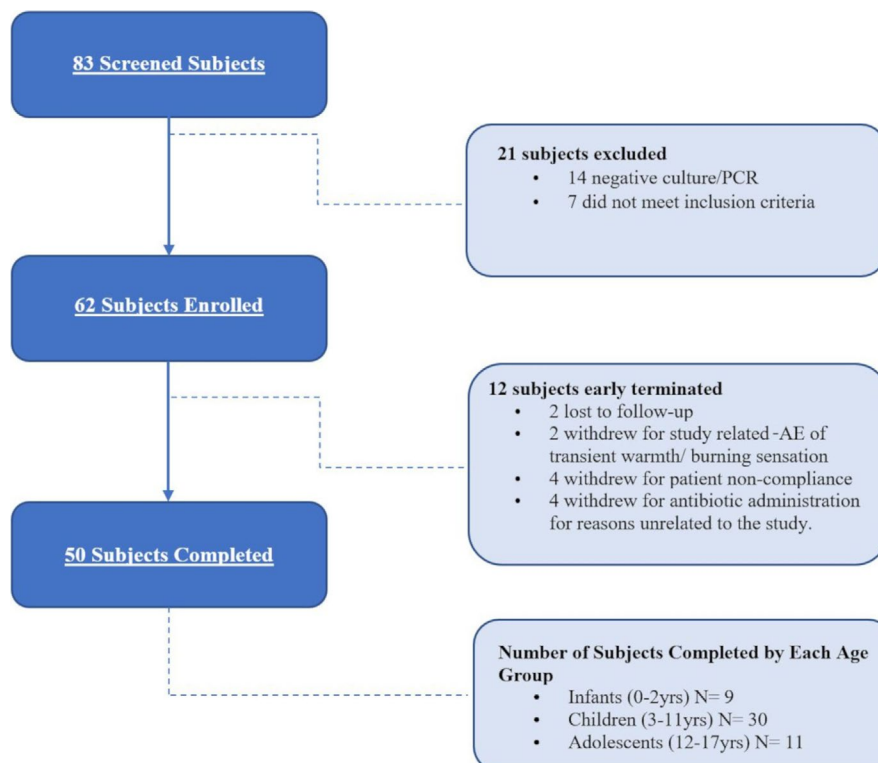 83 Screened Subjects
21 subjects excluded
• 14 negative culture/PCR
• 7 did not meet inclusion criteria
62 Subjects Enrolled
12 subjects early terminated
• 2 lost to follow-up
• 2 withdrew for study related -AE of
transient warmth/ burning sensation
• 4 withdrew for patient non-compliance
• 4 withdrew for antibiotic administration
for reasons unrelated to the study.
50 Subjects Completed
Number of Subjects Completed by Each Age
Group
• Infants (0-2yrs) N= 9
• Children (3-11yrs) N= 30
• Adolescents (12-17yrs) N= 11